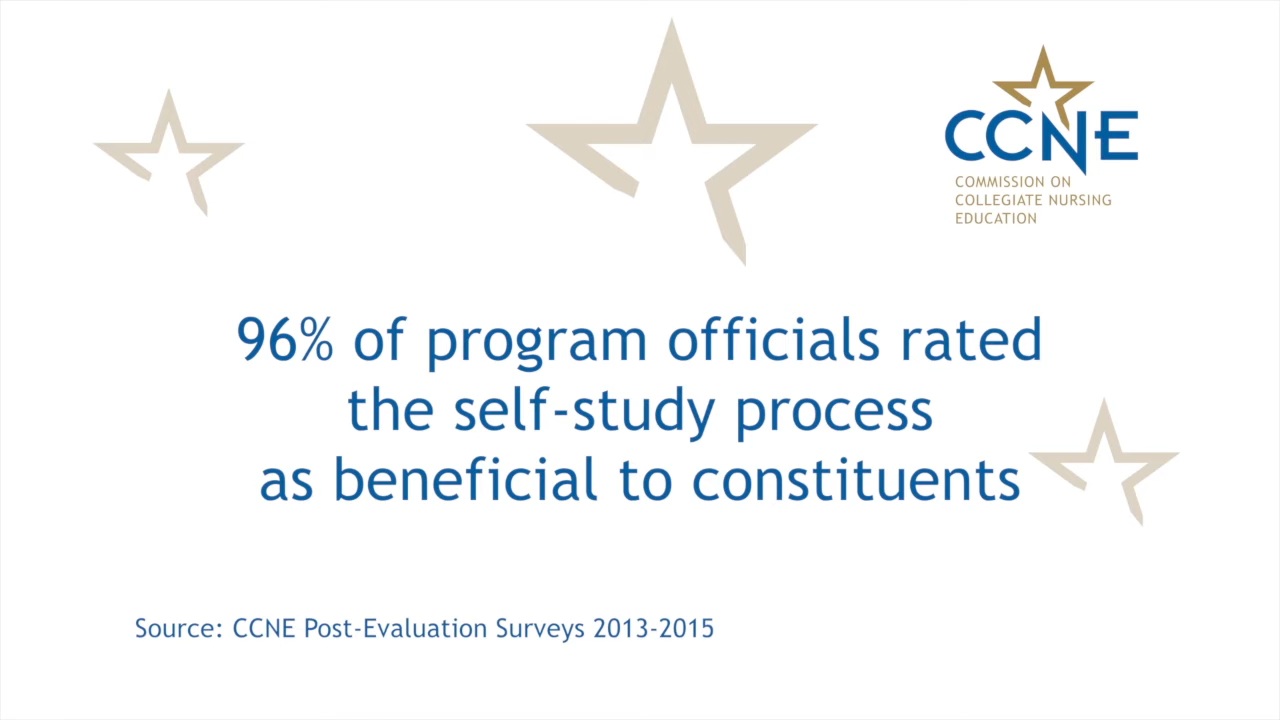 CCNE
COMMISSION ON
COLLEGIATE NURSING
EDUCATION
96% of program officials rated
the self-study process
as beneficial to constituents
Source: CCNE Post-Evaluation Surveys 2013-2015